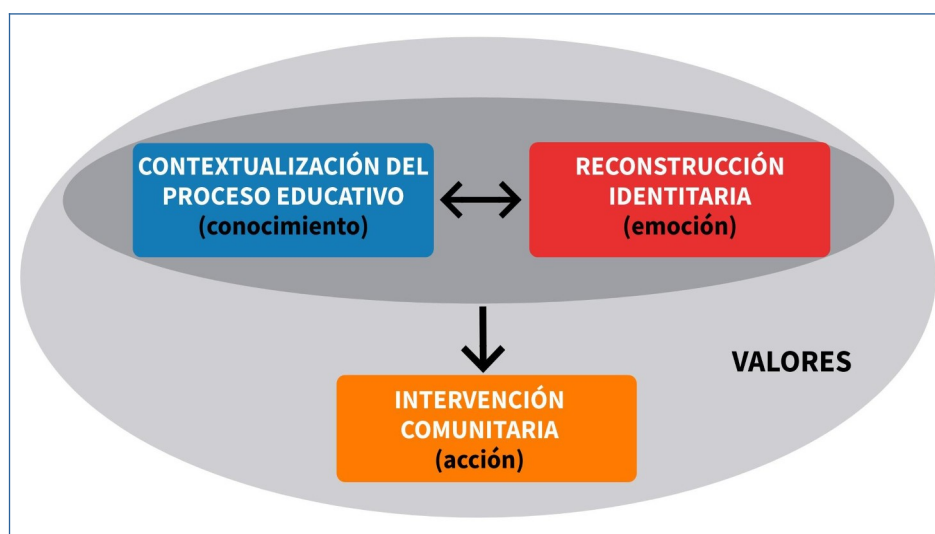 CONTEXTUALIZACIÓN DEL
PROCESO EDUCATIVO
(conocimiento)
RECONSTRUCCIÓN
IDENTITARIA
(emoción)
VALORES
INTERVENCIÓN
COMUNITARIA
(acción)